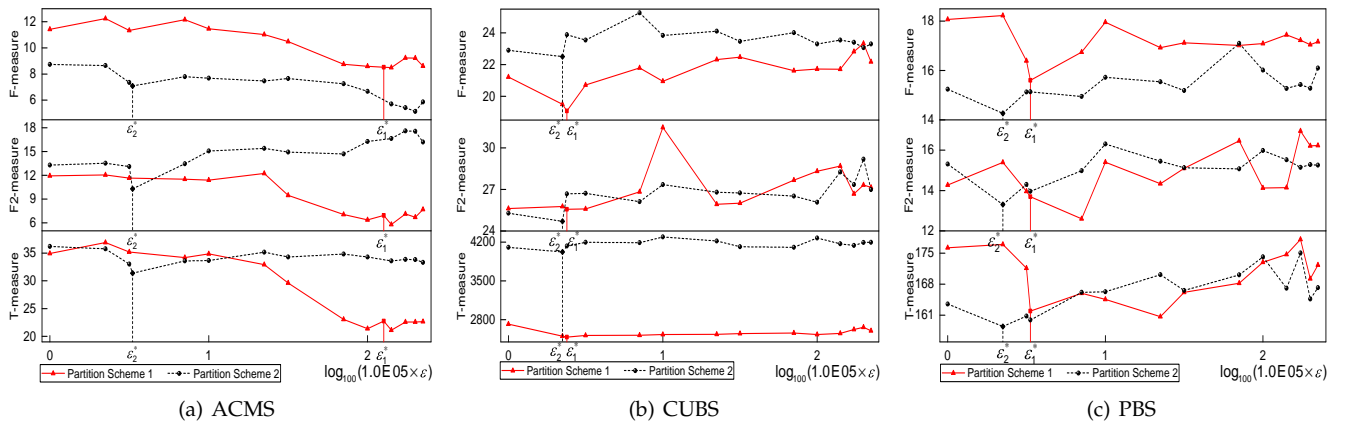 F-measure
12
10
8
6
ε₂*
ε₁*
F2-measure
18
15
12
9
6
ε₂*
ε₁*
T-measure
35
30
25
20
0
1
2
ε₂*
ε₁*
log₁₀₀(1.0E05×ε)
Partition Scheme 1
Partition Scheme 2
(a) ACMS
F-measure
24
22
20
ε₂*
ε₁*
F2-measure
30
27
24
ε₂*
ε₁*
T-measure
4200
3500
2800
0
1
2
ε₂*
ε₁*
log₁₀₀(1.0E05×ε)
Partition Scheme 1
Partition Scheme 2
(b) CUBS
F-measure
18
16
14
ε₂*
ε₁*
F2-measure
16
14
12
ε₂*
ε₁*
T-measure
175
168
161
0
1
2
ε₂*
ε₁*
log₁₀₀(1.0E05×ε)
Partition Scheme 1
Partition Scheme 2
(c) PBS